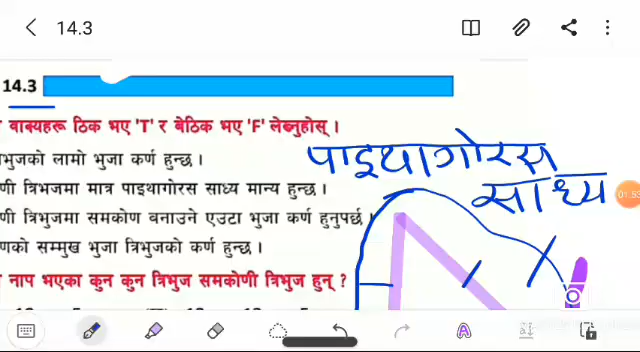 14.3
14.3
वाक्यहरू ठिक भए 'T' र बेठिक भए 'F' लेख्नुहोस् ।
भुजको लामो भुजा कर्ण हुन्छ ।
णी त्रिभुजमा मात्र पाइथागोरस साध्य मान्य हुन्छ ।
णी त्रिभुजमा समकोण बनाउने एउटा भुजा कर्ण हुनुपर्छ
णको सम्मुख भुजा त्रिभुजको कर्ण हुन्छ ।
नाप भएका कुन कुन त्रिभुज समकोणी त्रिभुज हुन् ?
पाइथागोरस
साध्य